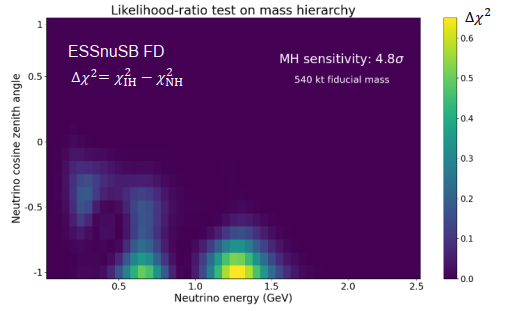 Likelihood-ratio test on mass hierarchy
Δχ²
ESSnuSB FD
Δχ²= χ²IH − χ²NH
MH sensitivity: 4.8σ
540 kt fiducial mass
Neutrino cosine zenith angle
1
0.5
0
-0.5
-1
0.5
1.0
1.5
2.0
2.5
Neutrino energy (GeV)
0.6
0.5
0.4
0.3
0.2
0.1
0.0